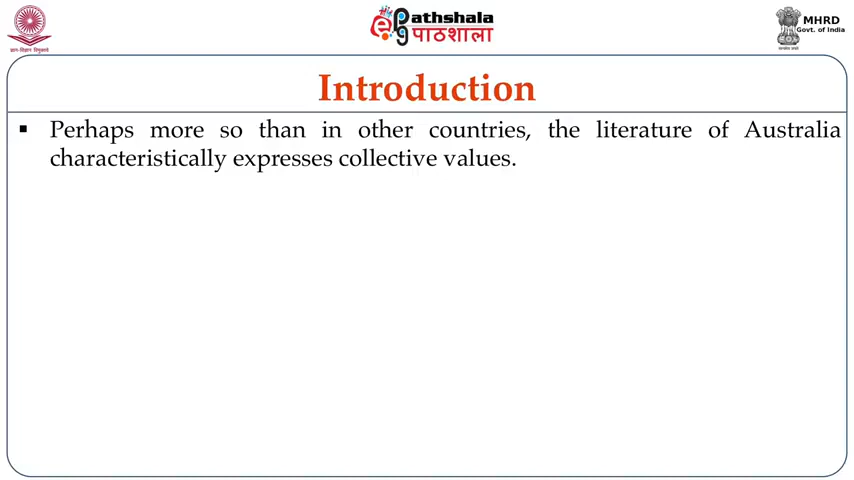 ePathshala
पाठशाला
MHRD
Govt. of India
Introduction
▪ Perhaps more so than in other countries, the literature of Australia
characteristically expresses collective values.